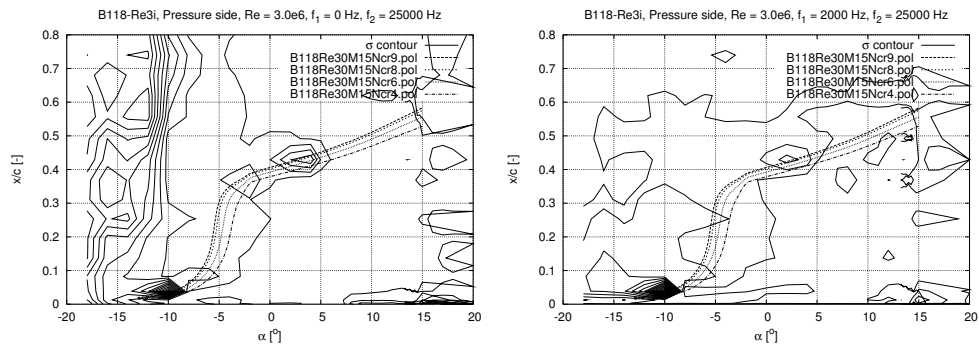 B118-Re3i, Pressure side, Re = 3.0e6, f1 = 0 Hz, f2 = 25000 Hz
σ contour
B118Re30M15Ncr9.pol
B118Re30M15Ncr8.pol
B118Re30M15Ncr6.pol
B118Re30M15Ncr4.pol
x/c [-]
0.8
0.7
0.6
0.5
0.4
0.3
0.2
0.1
0
-20 -15 -10 -5 0 5 10 15 20
α [o]
B118-Re3i, Pressure side, Re = 3.0e6, f1 = 2000 Hz, f2 = 25000 Hz
σ contour
B118Re30M15Ncr9.pol
B118Re30M15Ncr8.pol
B118Re30M15Ncr6.pol
B118Re30M15Ncr4.pol
x/c [-]
0.8
0.7
0.6
0.5
0.4
0.3
0.2
0.1
0
-20 -15 -10 -5 0 5 10 15 20
α [o]